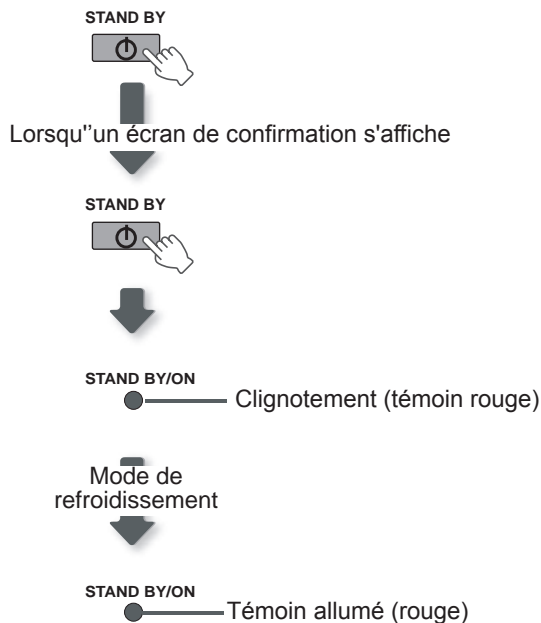 STAND BY
Lorsqu''un écran de confirmation s'affiche
STAND BY
STAND BY/ON
Clignotement (témoin rouge)
Mode de
refroidissement
STAND BY/ON
Témoin allumé (rouge)